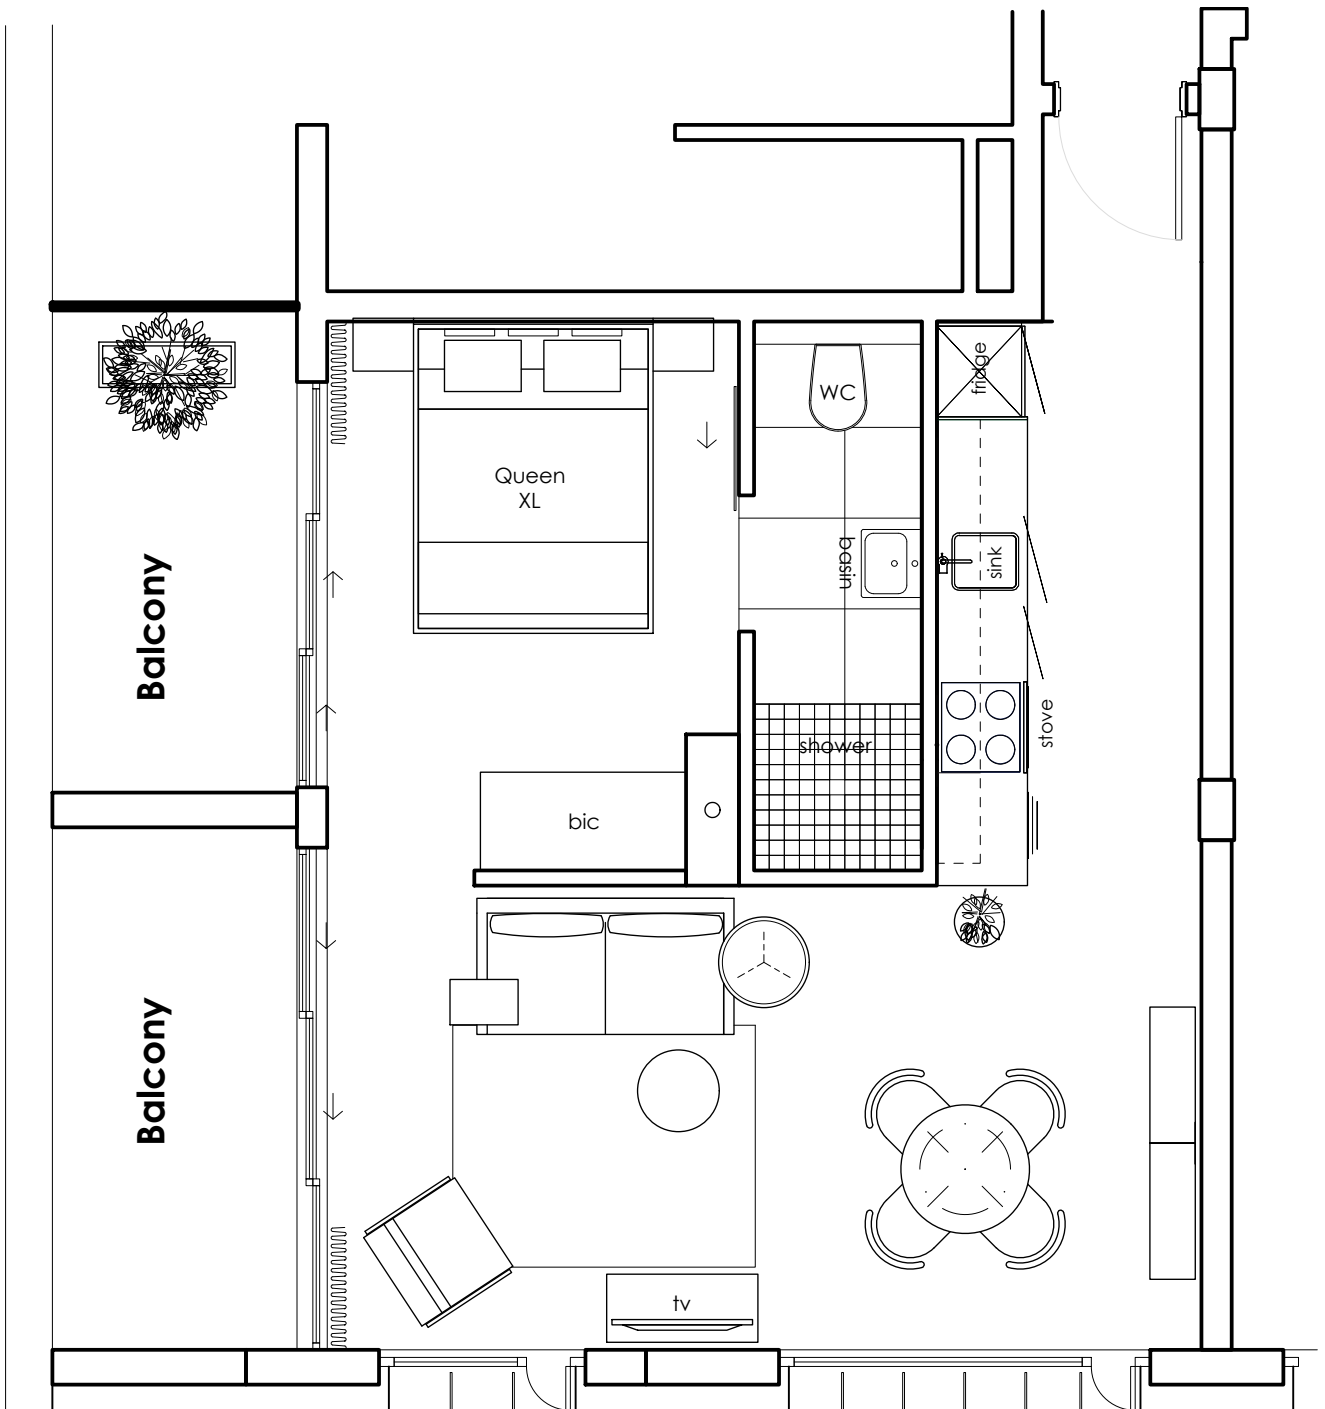 fridge
WC
Queen
XL
basin
sink
Balcony
stove
shower
bic
Balcony
tv